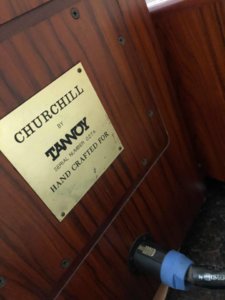 CHURCHILL
BY
TANNOY
SERIAL NUMBER
HAND CRAFTED FOR